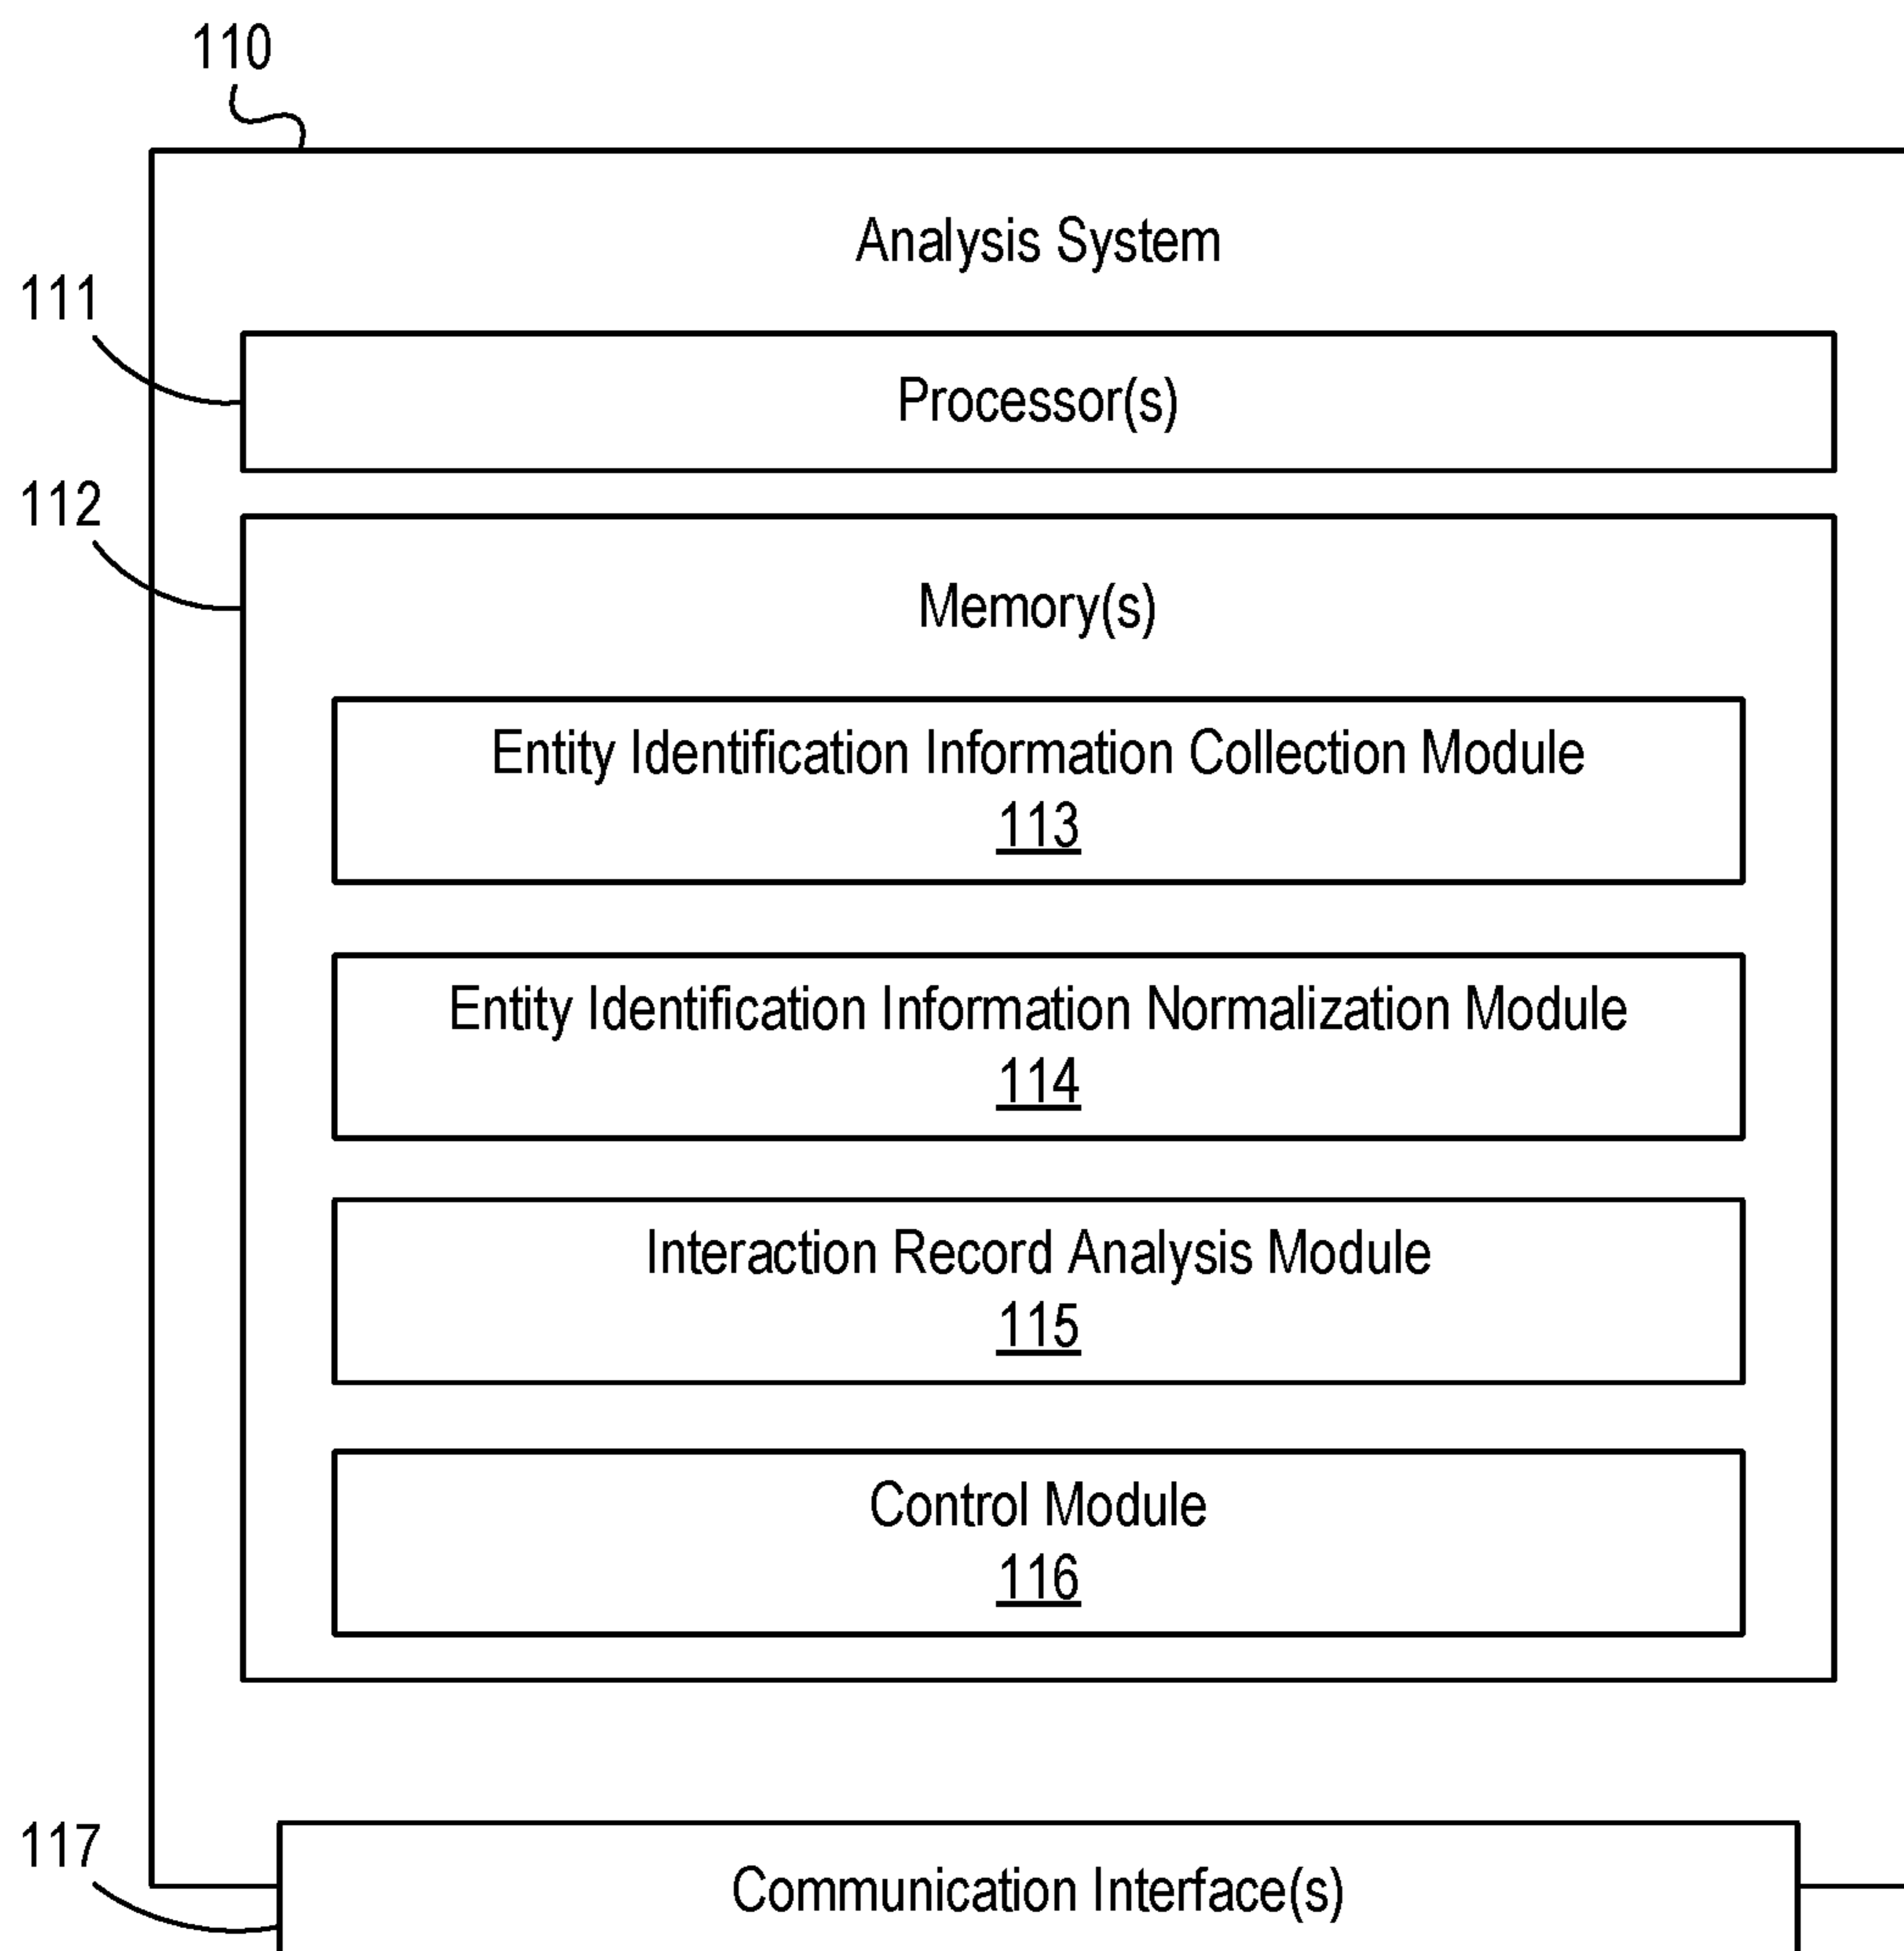 110
Analysis System
111
Processor(s)
112
Memory(s)
Entity Identification Information Collection Module
113
Entity Identification Information Normalization Module
114
Interaction Record Analysis Module
115
Control Module
116
117
Communication Interface(s)